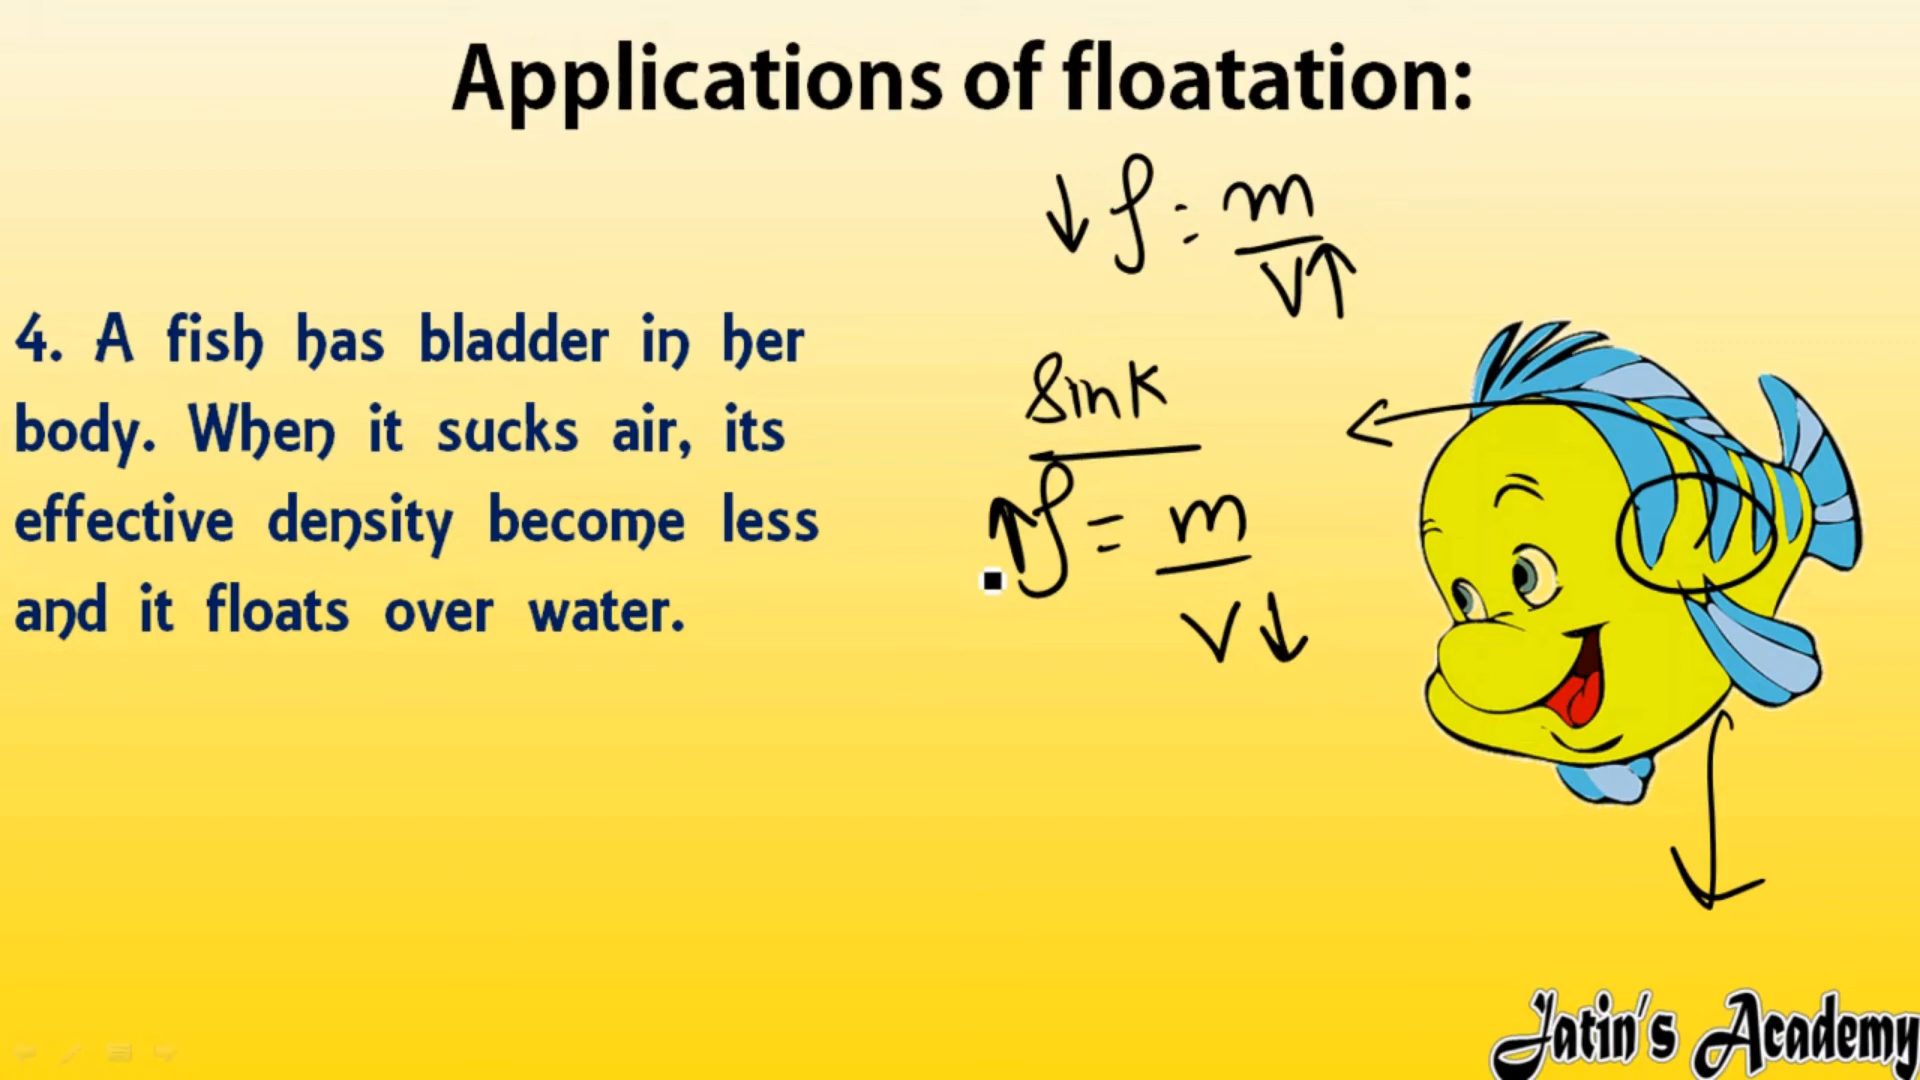 Applications of floatation:
↓ρ = m/V↑
4. A fish has bladder in her
body. When it sucks air, its
effective density become less
and it floats over water.
Sink
↑ρ = m/V↓
Jatin's Academy